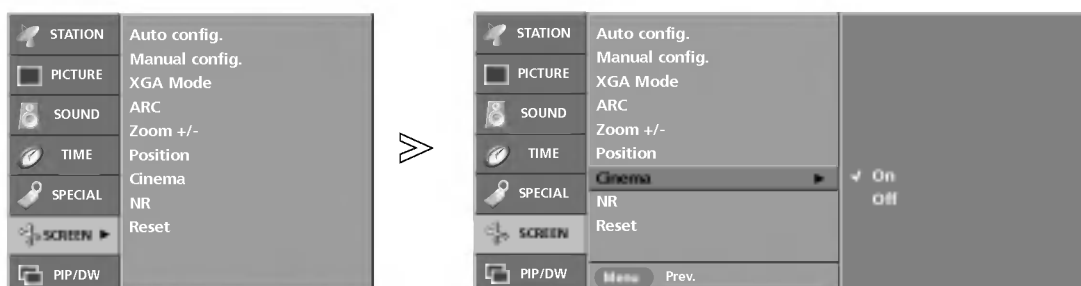 STATION
PICTURE
SOUND
TIME
SPECIAL
SCREEN
PIP/DW
Auto config.
Manual config.
XGA Mode
ARC
Zoom +/-
Position
Cinema
NR
Reset
STATION
PICTURE
SOUND
TIME
SPECIAL
SCREEN
PIP/DW
Auto config.
Manual config.
XGA Mode
ARC
Zoom +/-
Position
Cinema
NR
Reset
Menu Prev.
On
Off